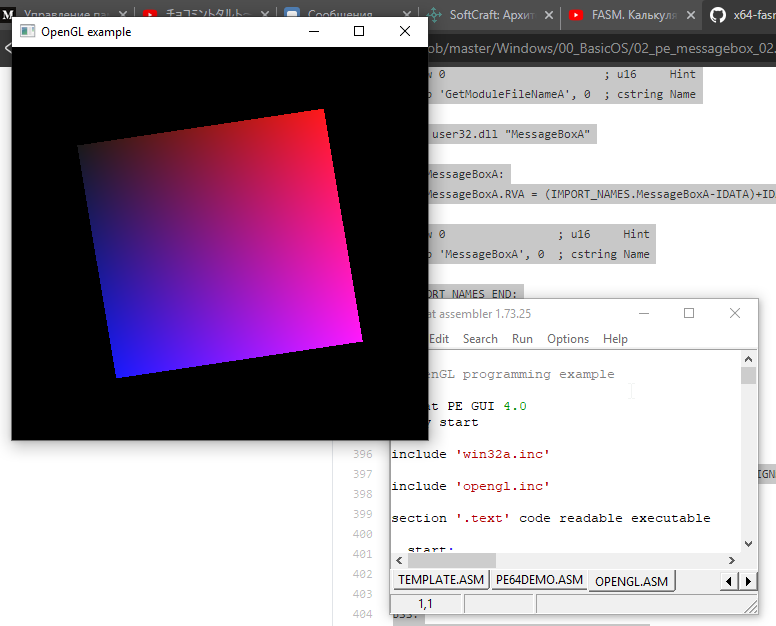 Управление па
チョコミントタルト〜
Сообщения
SoftCraft: Архит
FASM. Калькуля
x64-fasm
OpenGL example
ob/master/Windows/00_BasicOS/02_pe_messagebox_02.
w 0 ; u16 Hint
'GetModuleFileNameA', 0 ; cstring Name
user32.dll "MessageBoxA"
MessageBoxA:
MessageBoxA.RVA = (IMPORT_NAMES.MessageBoxA-IDATA)+ID
w 0 ; u16 Hint
'MessageBoxA', 0 ; cstring Name
ORT_NAMES_END:
at assembler 1.73.25
Edit Search Run Options Help
enGL programming example
at PE GUI 4.0
y start
include 'win32a.inc'
include 'opengl.inc'
section '.text' code readable executable
start:
396
397
IGN
398
399
400
401
402
403
404
TEMPLATE.ASM PE64DEMO.ASM OPENGL.ASM
1,1
BSS: